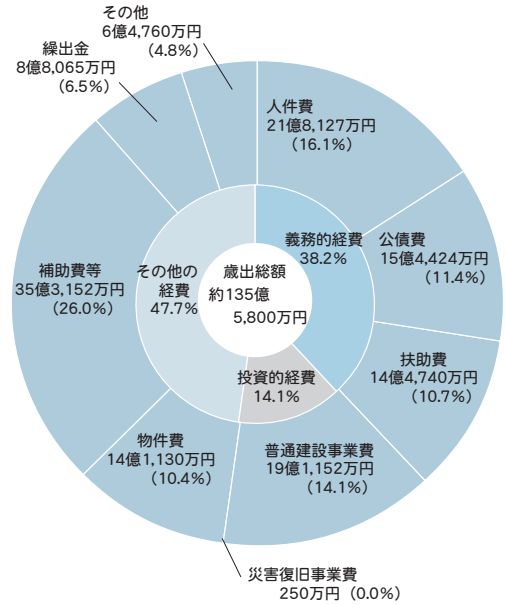 その他
6億4,760万円
(4.8%)
繰出金
8億8,065万円
(6.5%)
人件費
21億8,127万円
(16.1%)
義務的経費
38.2%
公債費
15億4,424万円
(11.4%)
補助費等
35億3,152万円
(26.0%)
その他の
経費
47.7%
歳出総額
約135億
5,800万円
扶助費
14億4,740万円
(10.7%)
投資的経費
14.1%
物件費
14億1,130万円
(10.4%)
普通建設事業費
19億1,152万円
(14.1%)
災害復旧事業費
250万円(0.0%)